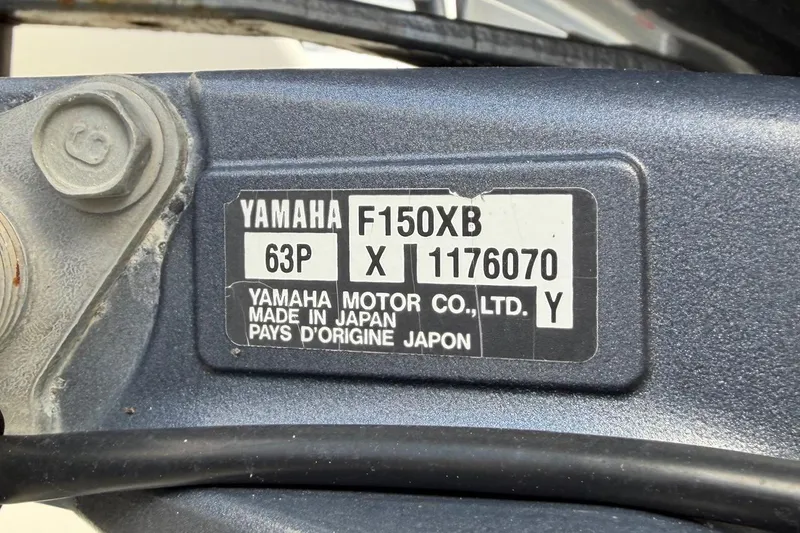 YAMAHA F150XB
63P X 1176070
YAMAHA MOTOR CO.,LTD. Y
MADE IN JAPAN
PAYS D'ORIGINE JAPON